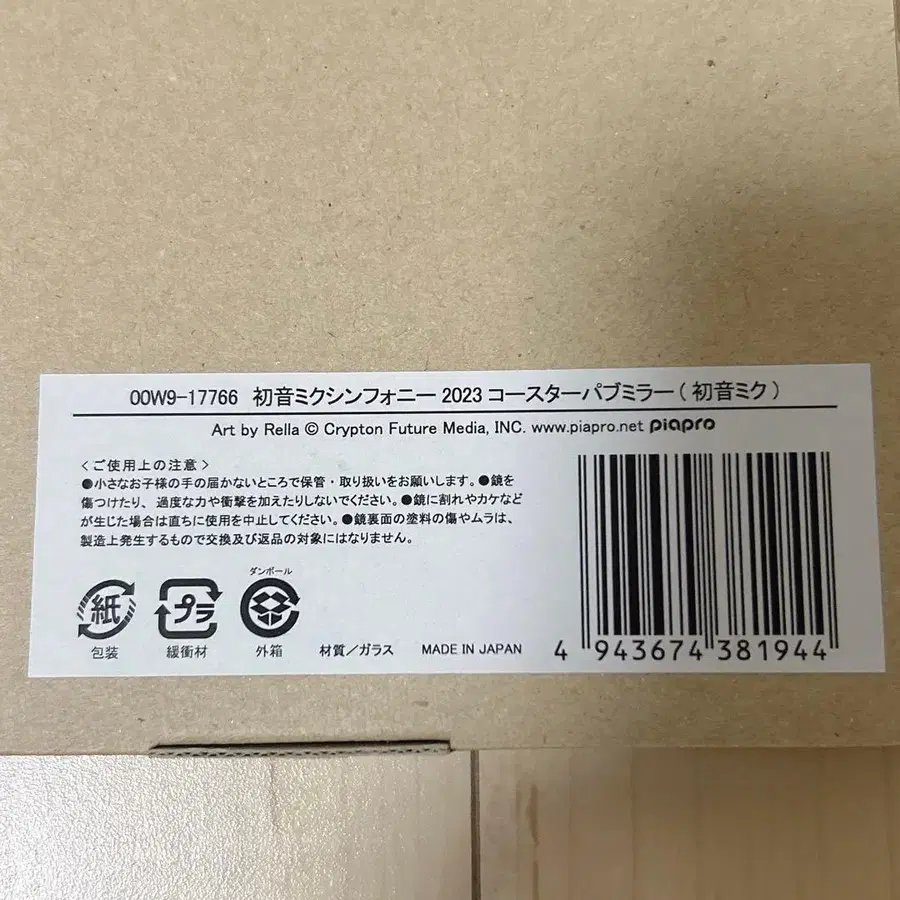 00W9-17766 初音ミクシンフォニー 2023 コースターパブミラー ( 初音ミク )
Art by Rella © Crypton Future Media, INC. www.piapro.net piapro
＜ご使用上の注意＞
●小さなお子様の手の届かないところで保管・取り扱いをお願いします。●鏡を
傷つけたり、過度な力や衝撃を加えたりしないでください。●鏡に割れやカケなど
が生じた場合は直ちに使用を中止してください。●鏡裏面の塗料の傷やムラは、
製造上発生するもので交換及び返品の対象にはなりません。
ダンボール
紙 プラ
包装 緩衝材 外箱 材質／ガラス MADE IN JAPAN 4 943674 381944